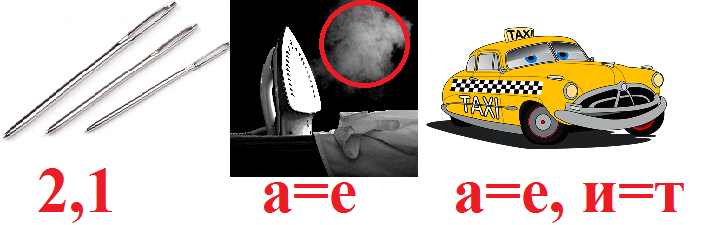 TAXI
TAXI
2,1
а=е
а=е, и=т